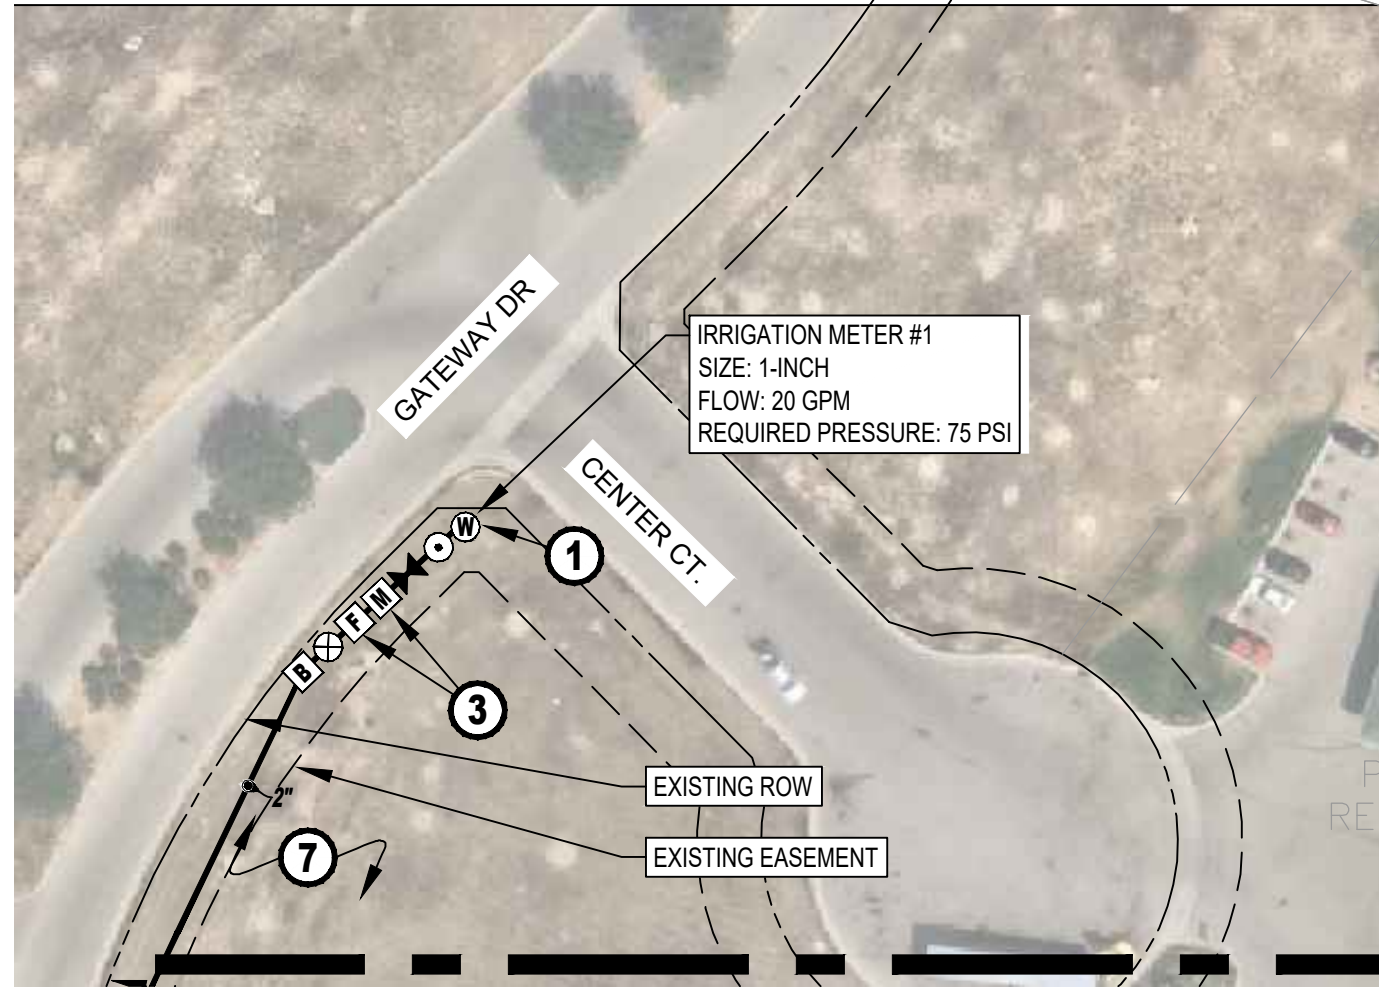 GATEWAY DR
IRRIGATION METER #1
SIZE: 1-INCH
FLOW: 20 GPM
REQUIRED PRESSURE: 75 PSI
CENTER CT.
W
1
M
F
B
3
EXISTING ROW
2"
7
EXISTING EASEMENT
P
RE